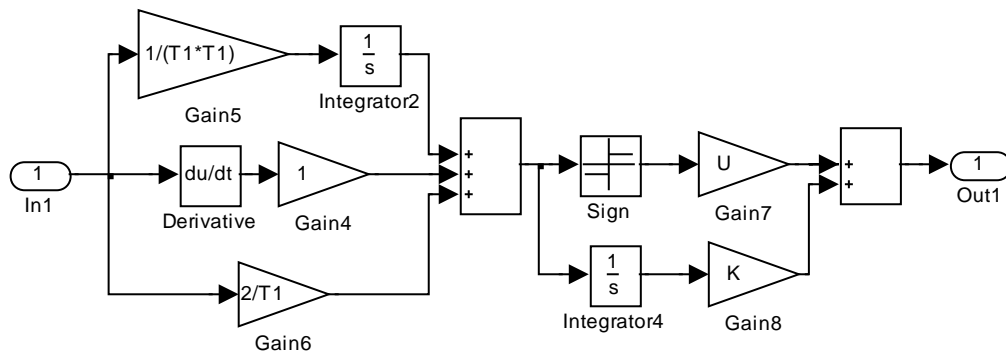 1/(T1*T1)
1
s
Gain5
Integrator2
1
In1
du/dt
Derivative
1
Gain4
+
+
+
Sign
U
Gain7
+
+
1
Out1
2/T1
Gain6
1
s
Integrator4
K
Gain8